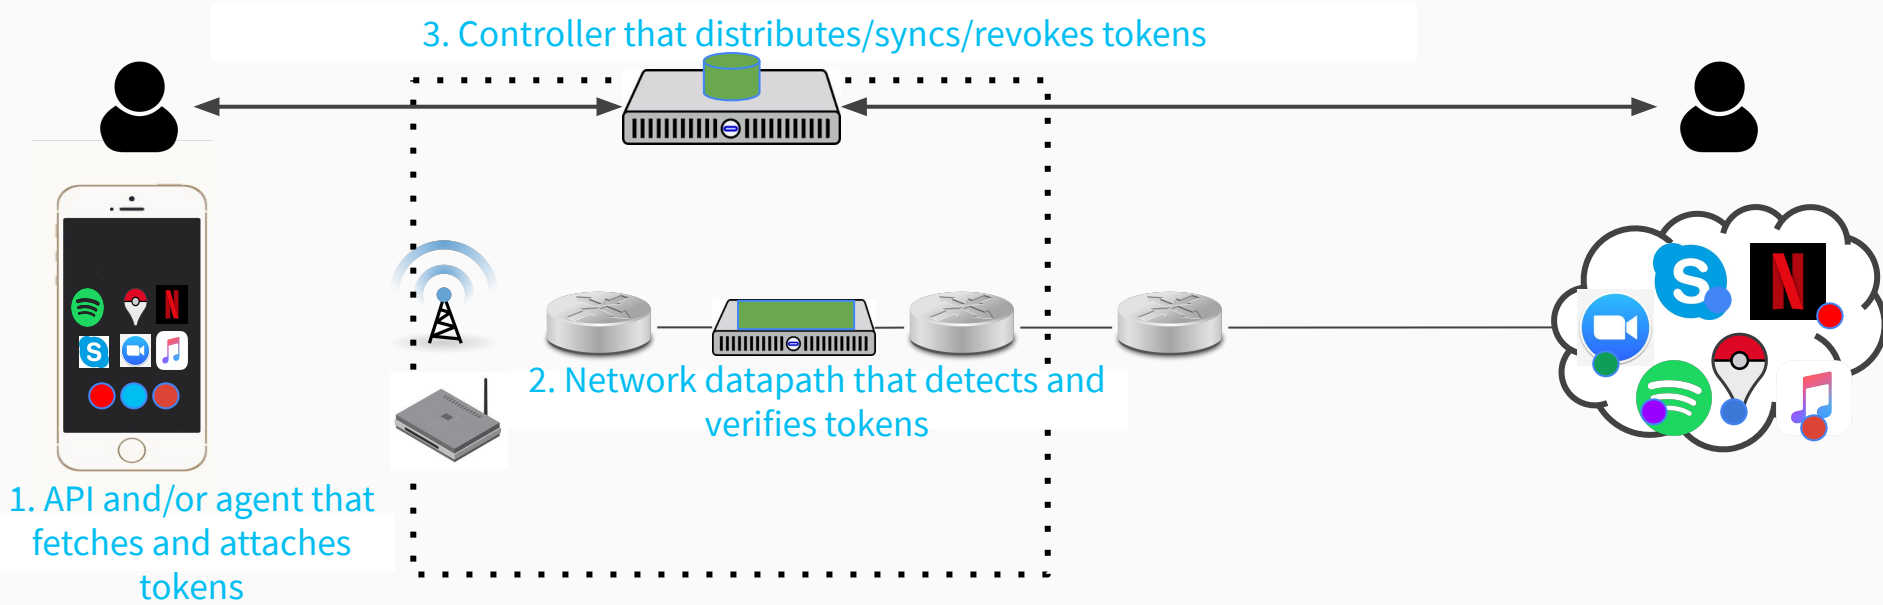 3. Controller that distributes/syncs/revokes tokens
S
N
N
S
2. Network datapath that detects and
verifies tokens
1. API and/or agent that
fetches and attaches
tokens